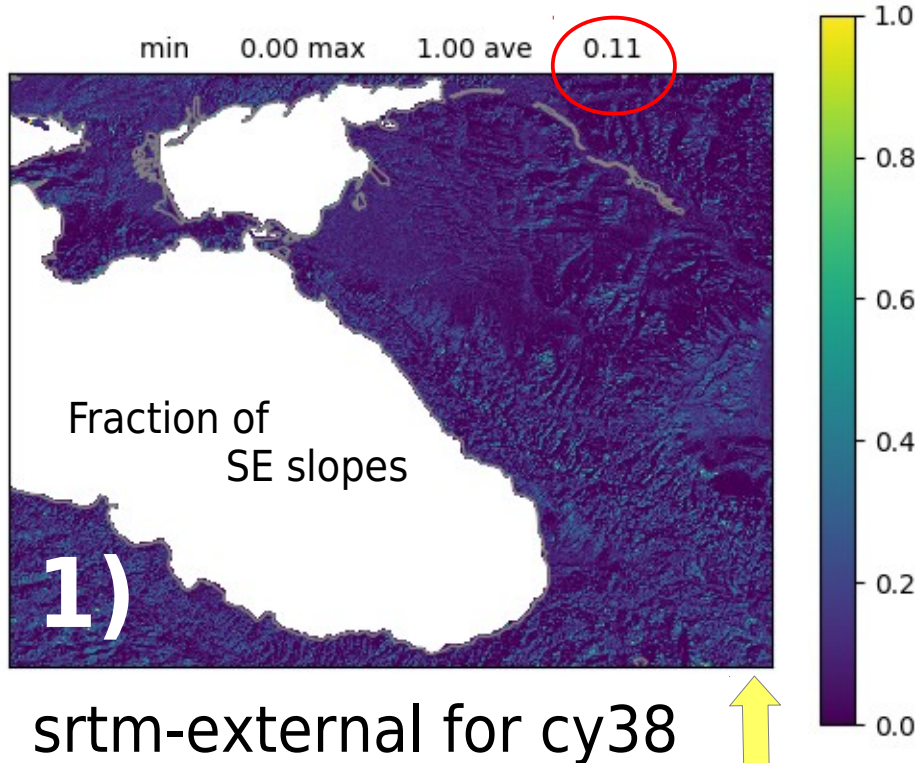 min 0.00 max 1.00 ave 0.11
1.0
0.8
0.6
0.4
0.2
0.0
Fraction of
SE slopes
1)
srtm-external for cy38